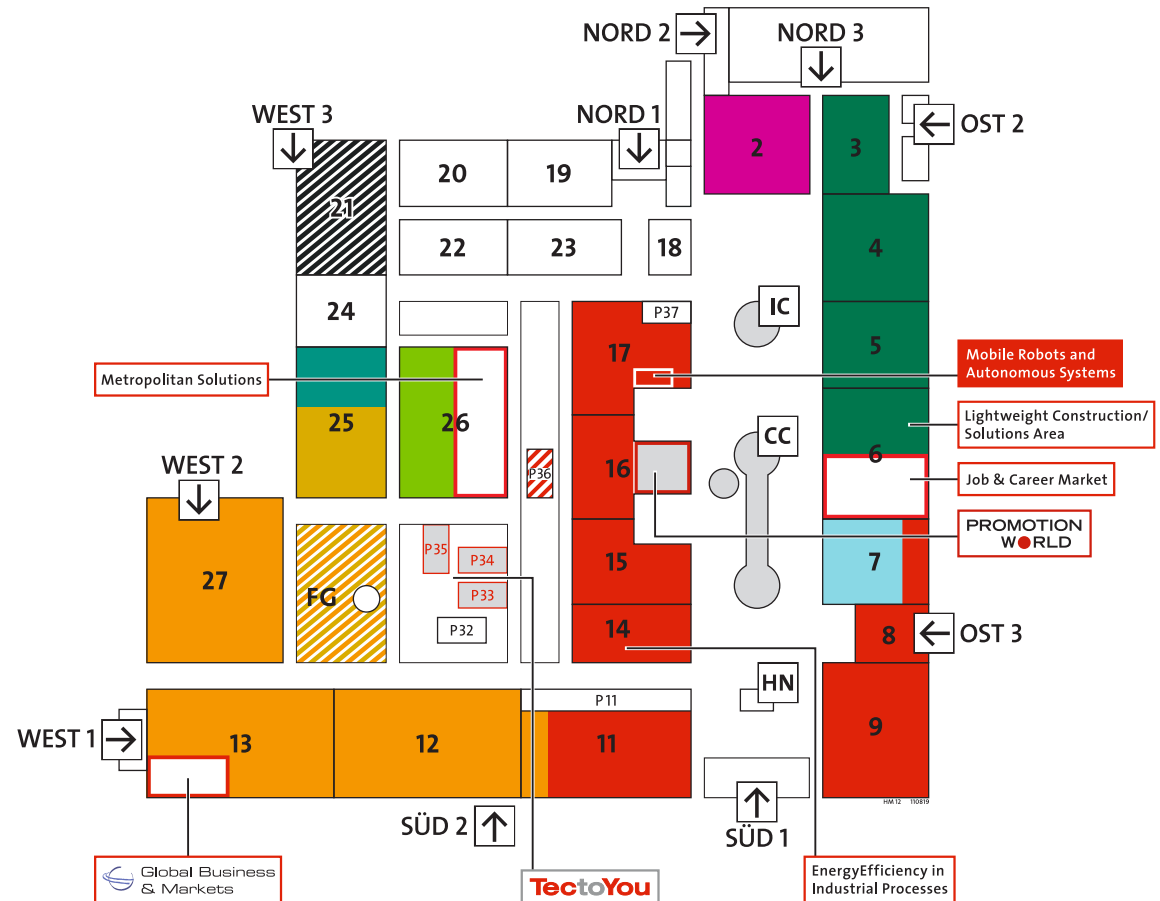 NORD 2
NORD 3
WEST 3
NORD 1
OST 2
2
3
20
19
21
4
22
23
18
24
IC
P37
17
5
Mobile Robots and
Autonomous Systems
Metropolitan Solutions
25
26
Lightweight Construction/
Solutions Area
CC
6
WEST 2
P36
16
Job & Career Market
PROMOTION
WORLD
P35
P34
15
7
27
FG
P33
P32
14
8
OST 3
HN
P11
WEST 1
13
12
11
9
HM 12 110819
SÜD 2
SÜD 1
Global Business
& Markets
TectoYou
EnergyEfficiency in
Industrial Processes